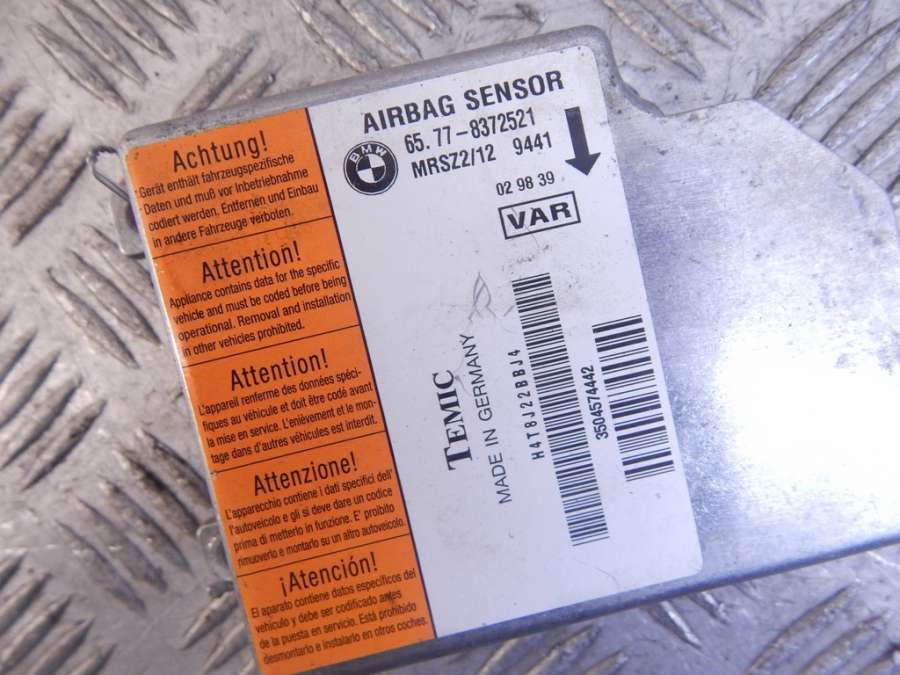 Achtung!
Gerät enthält fahrzeugspezifische
Daten und muß vor Inbetriebnahme
codiert werden. Entfernen und Einbau
in andere Fahrzeuge verboten.
Attention!
Appliance contains data for the specific
vehicle and must be coded before being
operational. Removal and installation
in other vehicles prohibited.
Attention!
L'appareil renferme des données spéci-
fiques au véhicule et doit être codé avant
la mise en service. L'enièvement et le mon-
tage dans d'autres véhicules est interdit.
Attenzione!
L'apparecchio contiene i dati specifici dell'
l'autoveicolo e gli si deve dare un codice
prima di metterlo in funzione. E' proibito
rimuoverlo e montarlo su un altro autoveicolo.
¡Atención!
El aparato contiene datos específicos del
vehículo y debe ser codificado antes
de la puesta en servicio. Está prohibido
desmontarlo e instalarlo en otros coches.
AIRBAG SENSOR
BMW
65.77-8372521
MRSZ2/12 9441
02 98 39
VAR
TEMIC
MADE IN GERMANY
H4T8J22BBJ4
3504574442